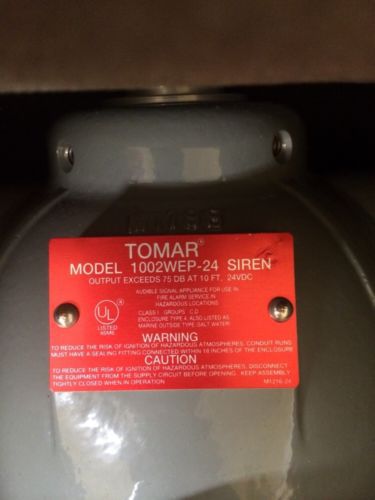 TOMAR®
MODEL 1002WEP-24 SIREN
OUTPUT EXCEEDS 75 DB AT 10 FT, 24VDC
AUDIBLE SIGNAL APPLIANCE FOR USE IN
FIRE ALARM SERVICE IN
HAZARDOUS LOCATIONS
UL ®
LISTED
CLASS I GROUPS C D
ENCLOSURE TYPE 4, ALSO LISTED AS
MARINE OUTSIDE TYPE (SALT WATER)
WARNING
TO REDUCE THE RISK OF IGNITION OF HAZARDOUS ATMOSPHERES, CONDUIT RUNS
MUST HAVE A SEALING FITTING CONNECTED WITHIN 18 INCHES OF THE ENCLOSURE
CAUTION
TO REDUCE THE RISK OF IGNITION OF HAZARDOUS ATMOSPHERES, DISCONNECT
THE EQUIPMENT FROM THE SUPPLY CIRCUIT BEFORE OPENING. KEEP ASSEMBLY
TIGHTLY CLOSED WHEN IN OPERATION
M1216-24